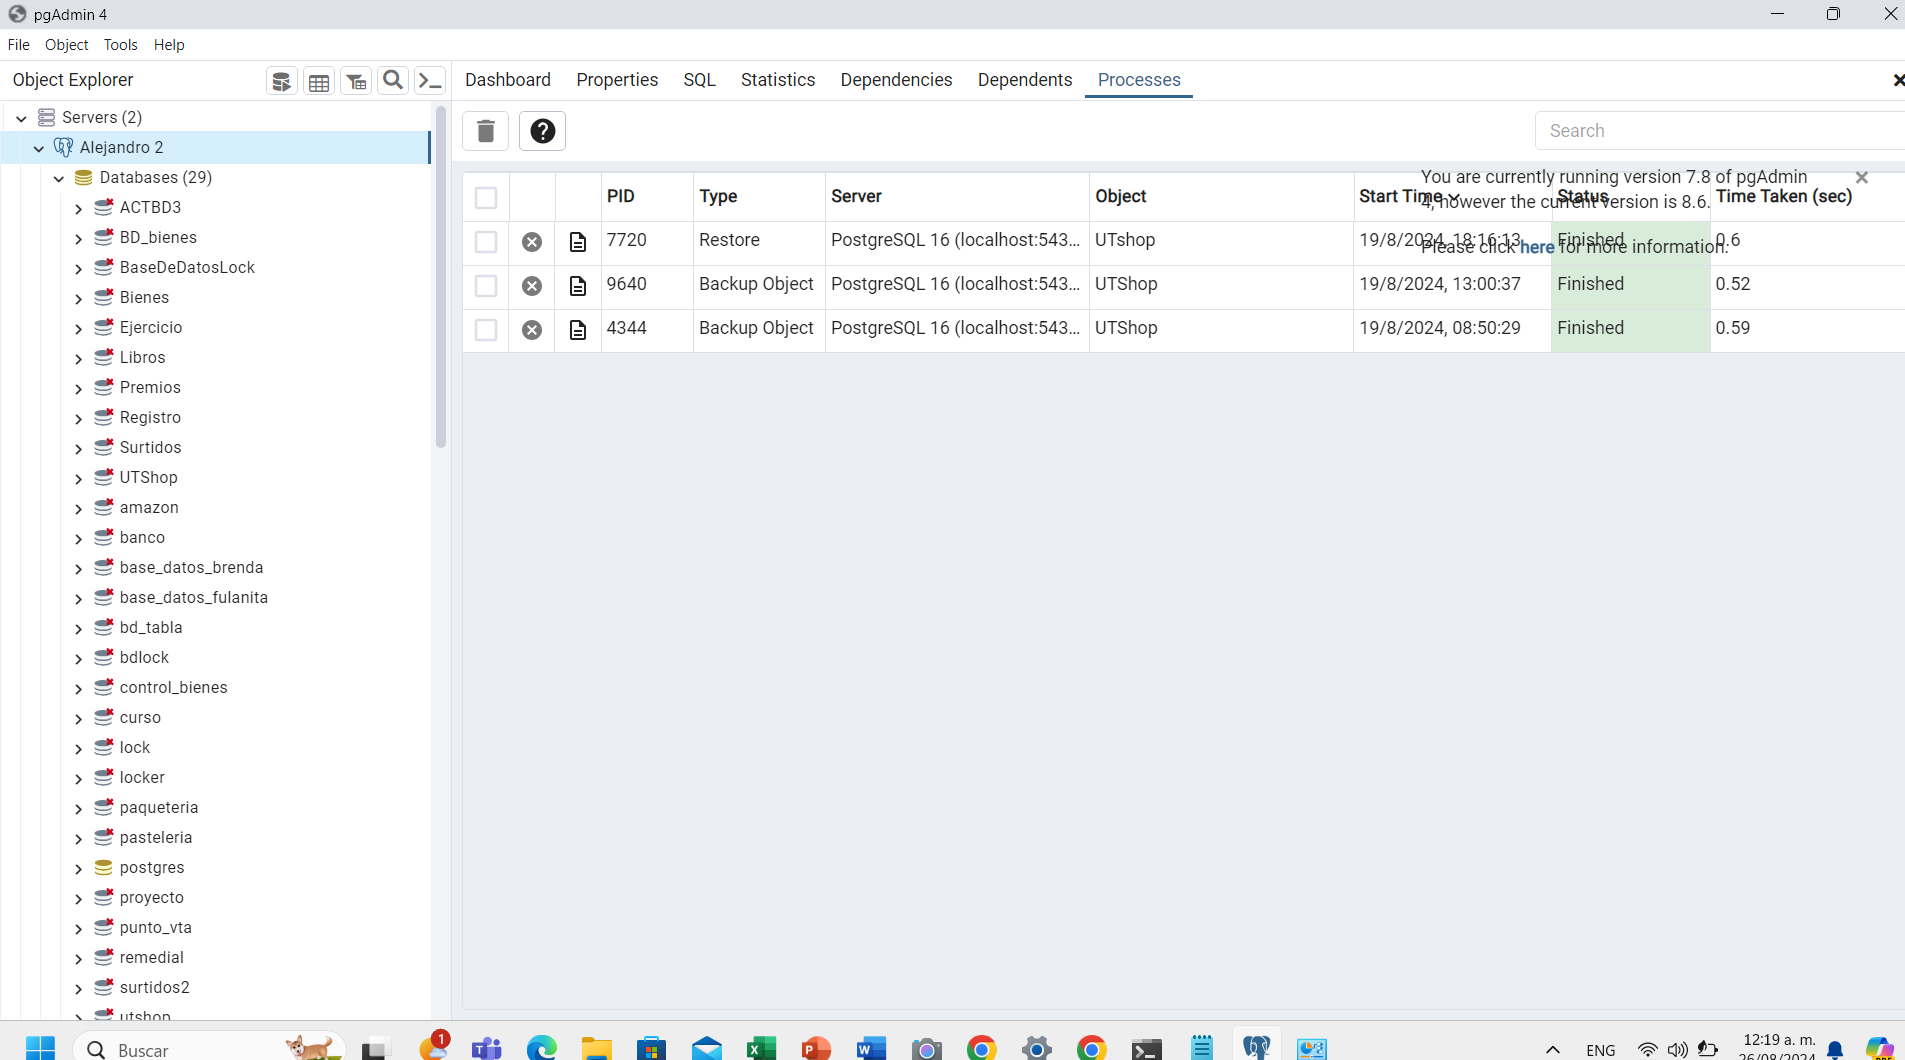 pgAdmin 4
File Object Tools Help
Object Explorer
Dashboard Properties SQL Statistics Dependencies Dependents Processes
Servers (2)
Alejandro 2
Databases (29)
ACTBD3
BD_bienes
BaseDeDatosLock
Bienes
Ejercicio
Libros
Premios
Registro
Surtidos
UTShop
amazon
banco
base_datos_brenda
base_datos_fulanita
bd_tabla
bdlock
control_bienes
curso
lock
locker
paqueteria
pasteleria
postgres
proyecto
punto_vta
remedial
surtidos2
utshop
Search
You are currently running version 7.8 of pgAdmin
4, however the current version is 8.6.
Please click here for more information.
PID Type Server Object Start Time Status Time Taken (sec)
7720 Restore PostgreSQL 16 (localhost:543... UTshop 19/8/2024, 18:16:13 Finished 0.6
9640 Backup Object PostgreSQL 16 (localhost:543... UTShop 19/8/2024, 13:00:37 Finished 0.52
4344 Backup Object PostgreSQL 16 (localhost:543... UTShop 19/8/2024, 08:50:29 Finished 0.59
Buscar
1
ENG
12:19 a. m.
26/08/2024